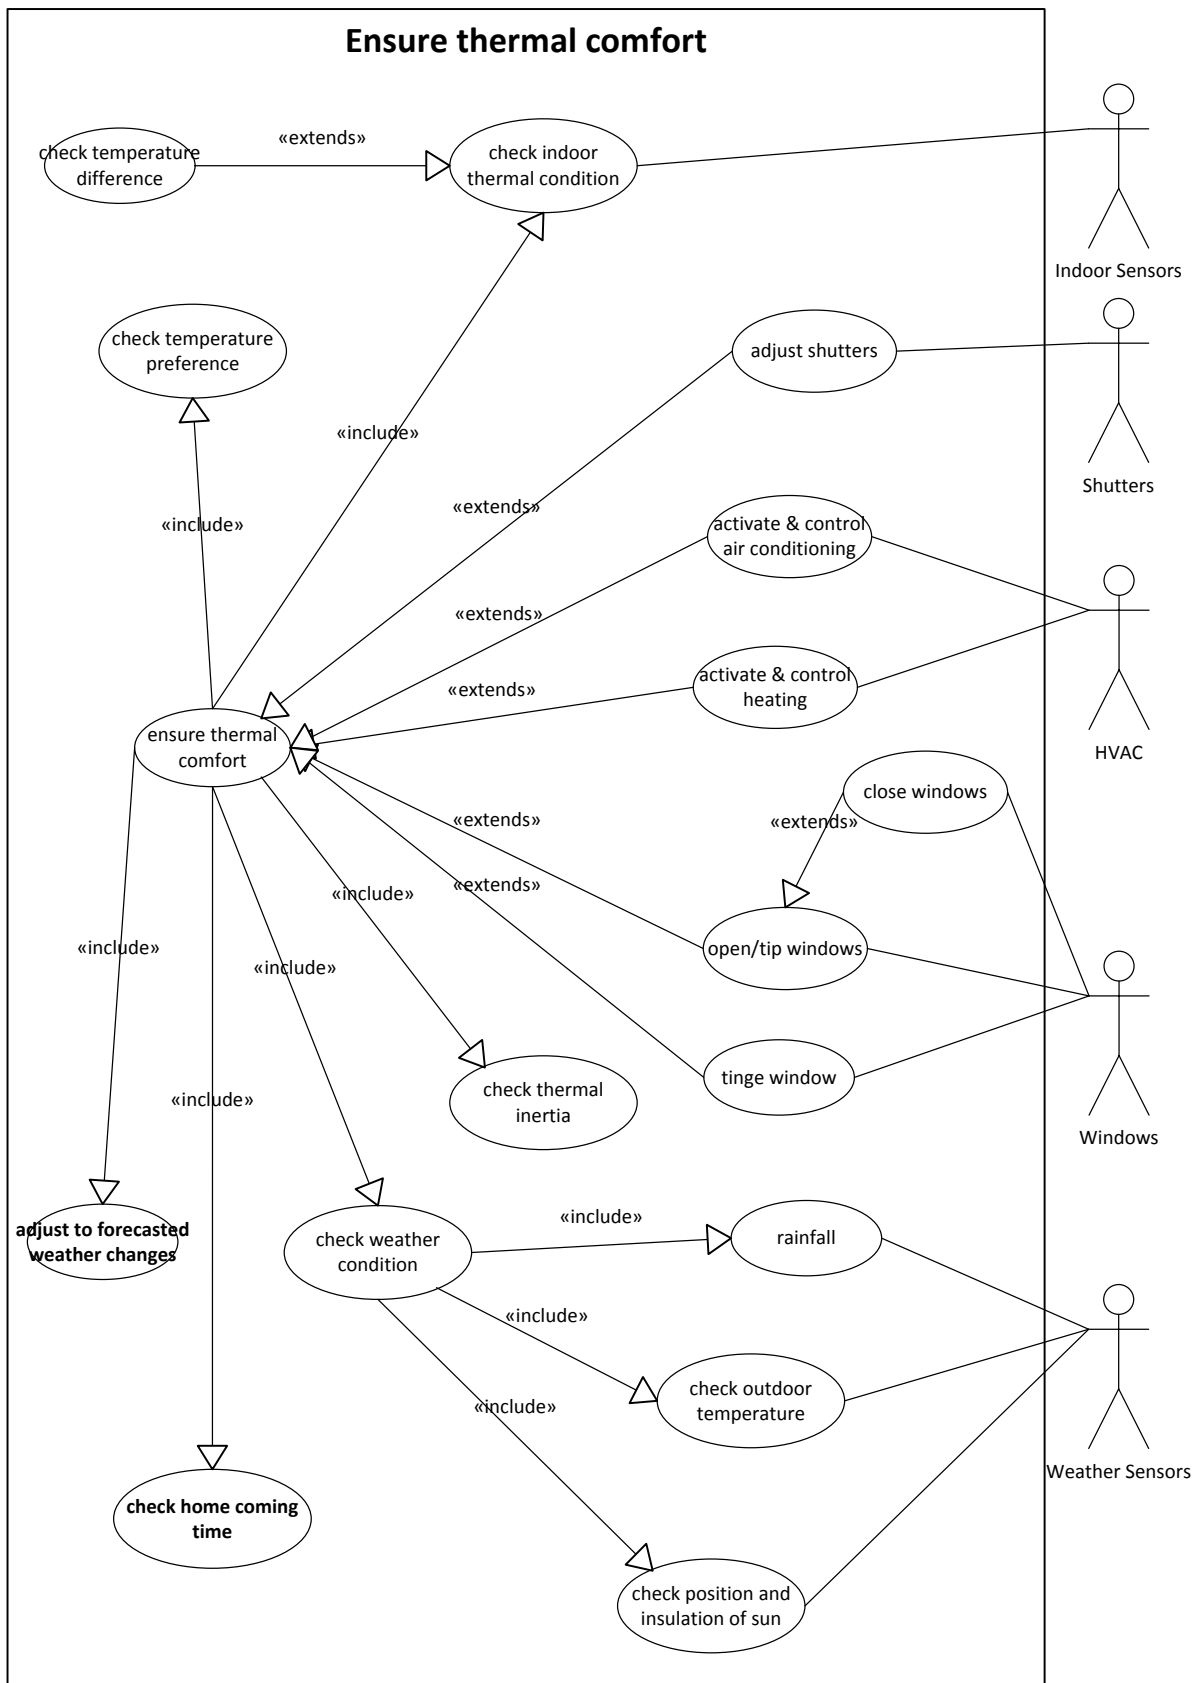 Ensure thermal comfort
«extends»
check temperature
difference
check indoor
thermal condition
Indoor Sensors
check temperature
preference
adjust shutters
«include»
Shutters
«include»
«extends»
activate & control
air conditioning
«extends»
activate & control
heating
«extends»
ensure thermal
comfort
HVAC
close windows
«extends»
«extends»
«extends»
«include»
open/tip windows
«include»
«include»
tinge window
check thermal
inertia
«include»
Windows
adjust to forecasted
weather changes
check weather
condition
«include»
rainfall
«include»
check outdoor
temperature
«include»
Weather Sensors
check home coming
time
check position and
insulation of sun